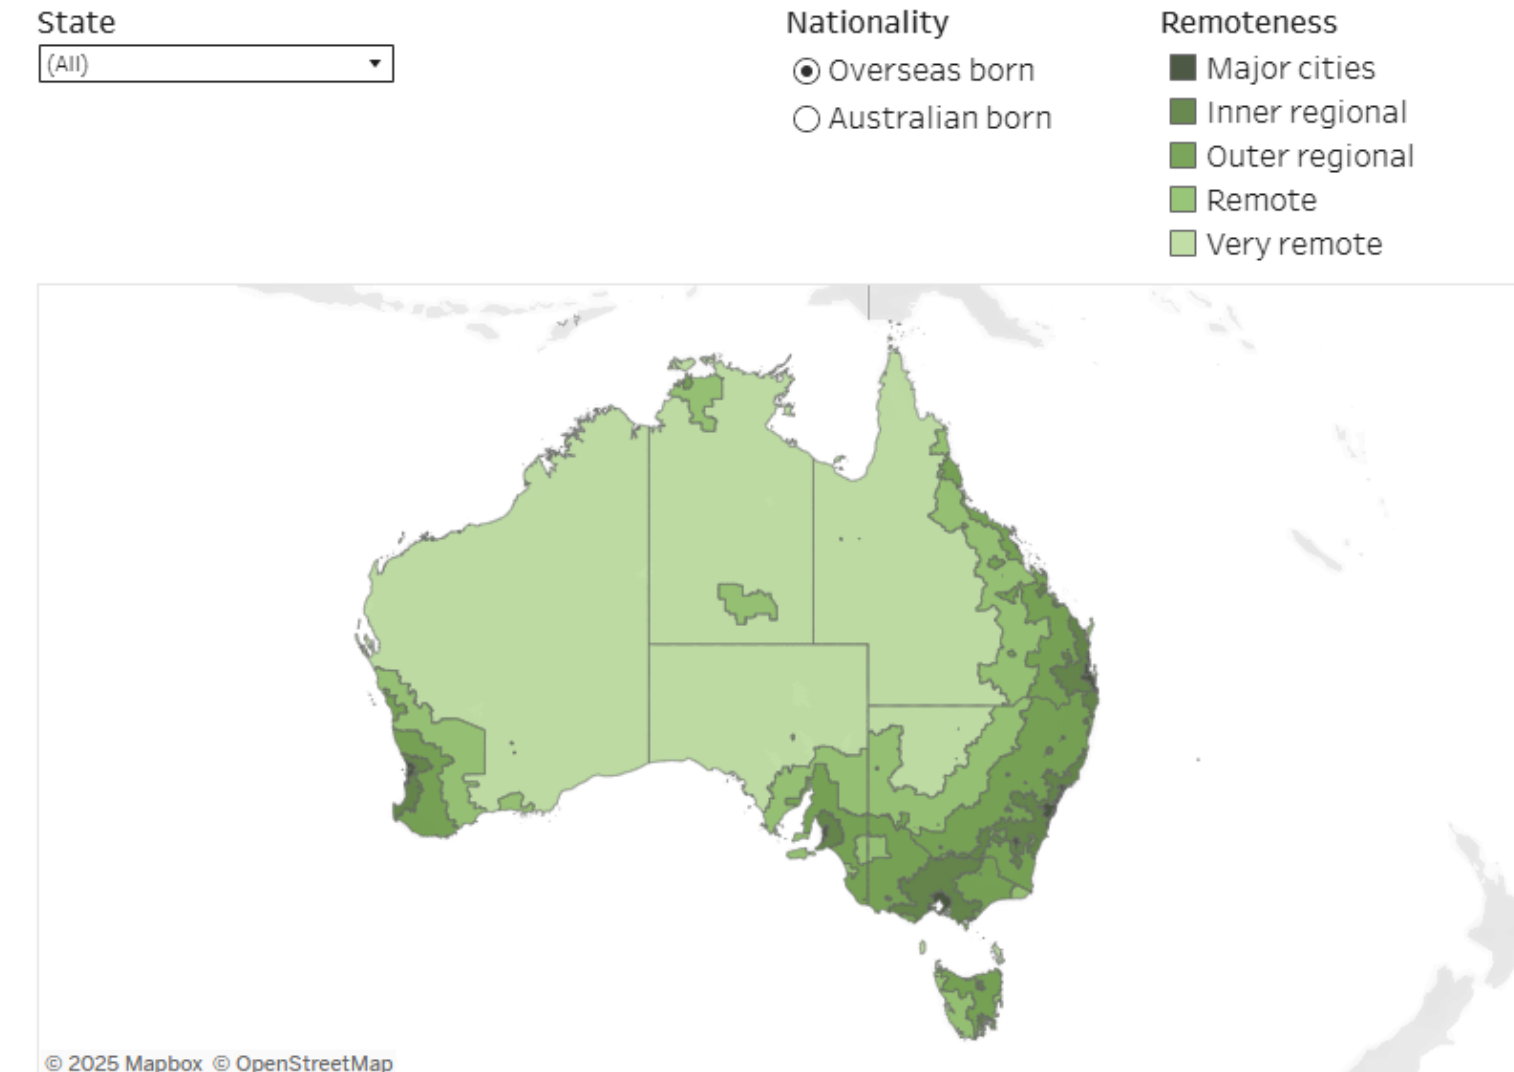 State
(All)
Nationality
Overseas born
Australian born
Remoteness
Major cities
Inner regional
Outer regional
Remote
Very remote
© 2025 Mapbox © OpenStreetMap